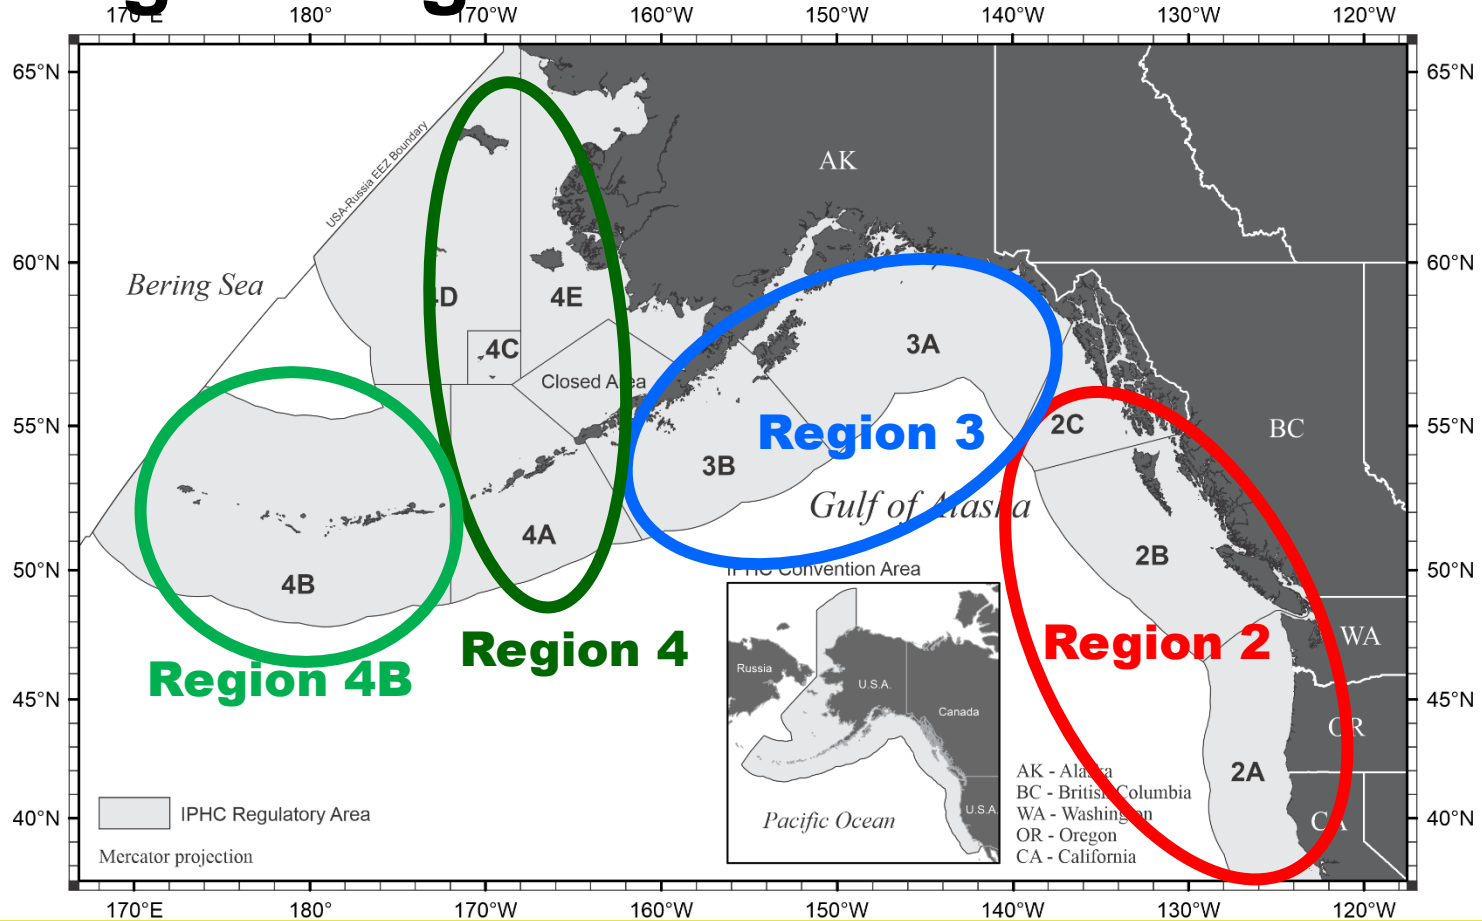 170°E 180° 170°W 160°W 150°W 140°W 130°W 120°W
65°N 65°N
USA-Russia EEZ Boundary
AK
60°N 60°N
Bering Sea
4D 4E
4C 3A
Closed Area
55°N 55°N
2C BC
Region 3
3B
Gulf of Alaska
4A 2B
50°N 50°N
4B
IPHC Convention Area
WA
Region 4 Region 2
Region 4B
Russia U.S.A. Canada
45°N 45°N
OR
2A
AK - Alaska
BC - British Columbia
WA - Washington
OR - Oregon
CA - California
U.S.A.
Pacific Ocean
CA
IPHC Regulatory Area
40°N 40°N
Mercator projection
170°E 180° 170°W 160°W 150°W 140°W 130°W 120°W